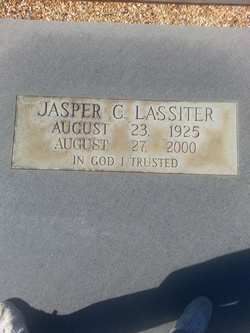 JASPER C. LASSITER
AUGUST 23, 1925
AUGUST 27, 2000
IN GOD I TRUSTED